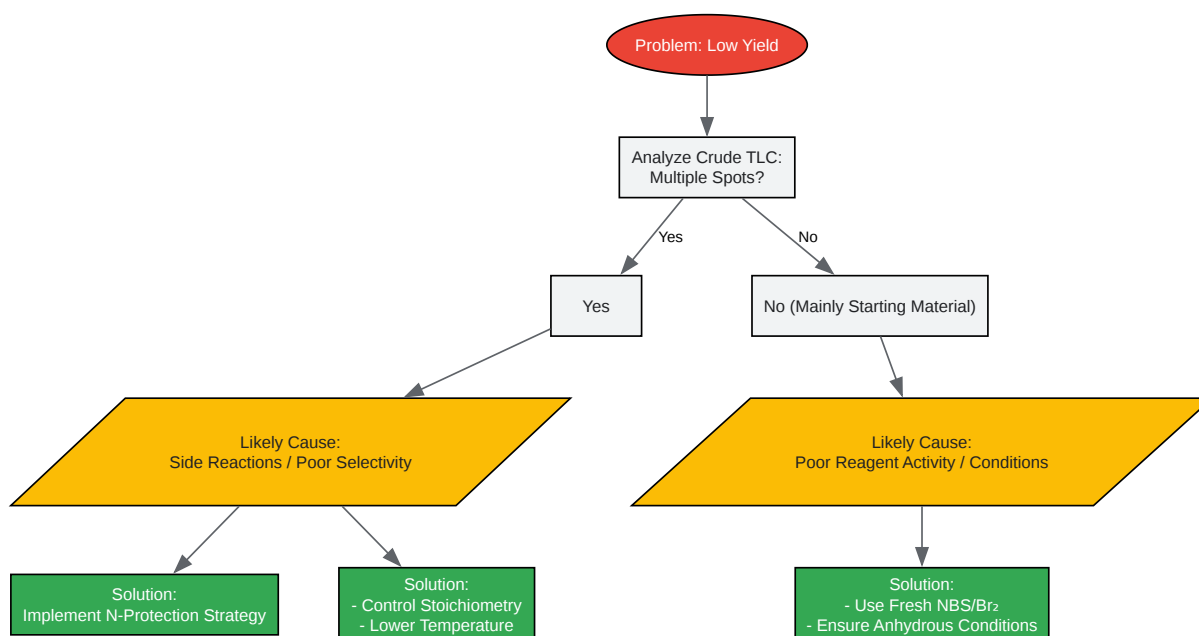 Problem: Low Yield
Analyze Crude TLC:
Multiple Spots?
Yes
No
Yes
No (Mainly Starting Material)
Likely Cause:
Side Reactions / Poor Selectivity
Likely Cause:
Poor Reagent Activity / Conditions
Solution:
Implement N-Protection Strategy
Solution:
- Control Stoichiometry
- Lower Temperature
Solution:
- Use Fresh NBS/Br₂
- Ensure Anhydrous Conditions